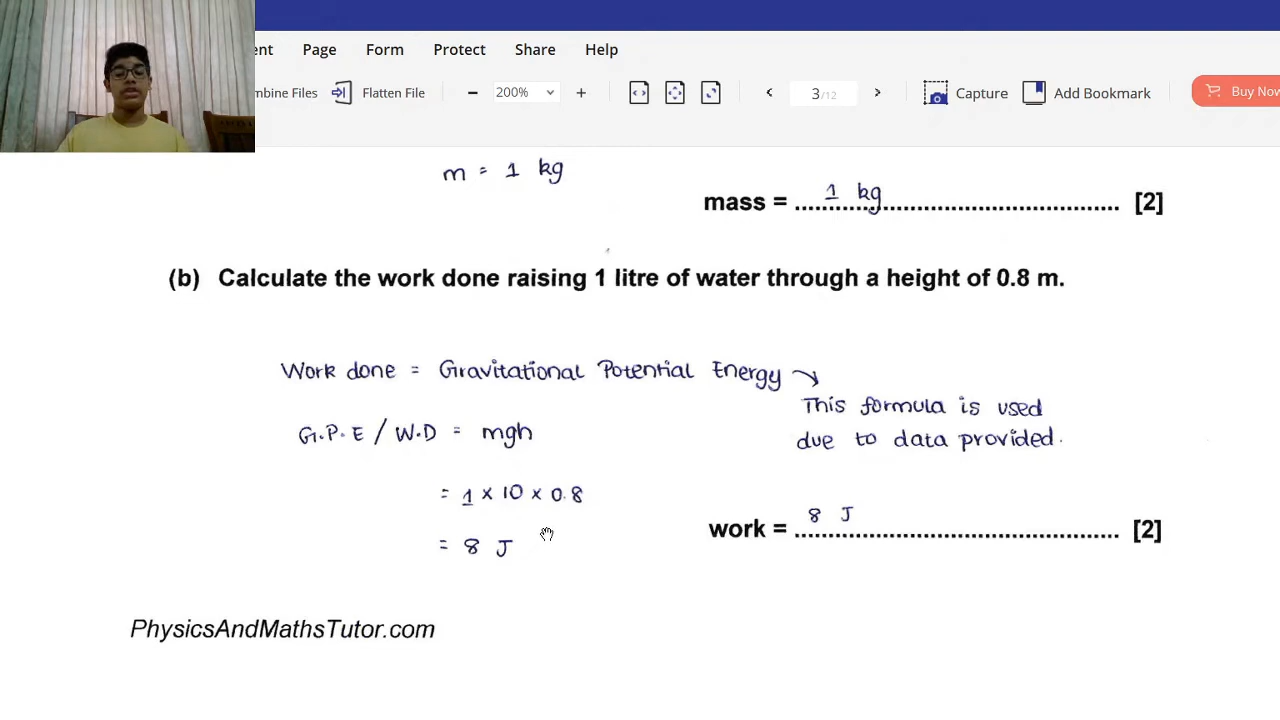 ent Page Form Protect Share Help
mbine Files Flatten File 200% 3/12 Capture Add Bookmark Buy Now
m = 1 kg
mass = 1 kg [2]
(b) Calculate the work done raising 1 litre of water through a height of 0.8 m.
Work done = Gravitational Potential Energy
This formula is used
due to data provided.
G.P.E / W.D = mgh
= 1 × 10 × 0.8
= 8 J
work = 8 J [2]
PhysicsAndMathsTutor.com